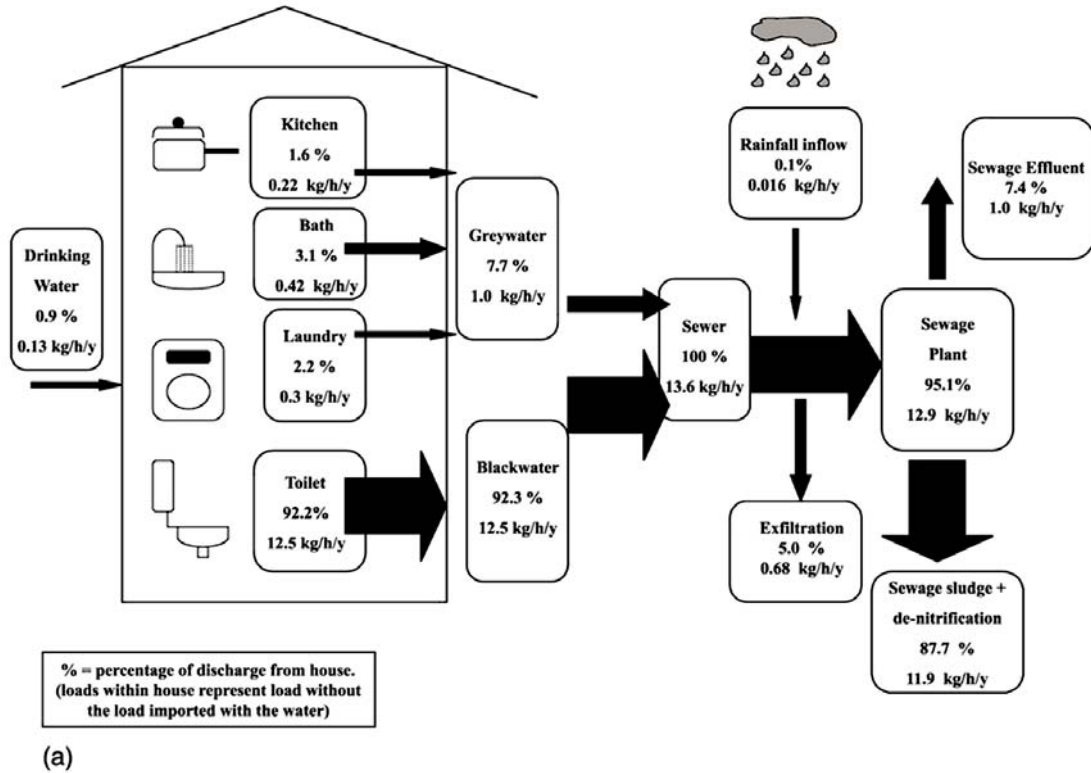 Drinking
Water
0.9 %
0.13 kg/h/y
Kitchen
1.6 %
0.22 kg/h/y
Bath
3.1 %
0.42 kg/h/y
Laundry
2.2 %
0.3 kg/h/y
Toilet
92.2%
12.5 kg/h/y
Greywater
7.7 %
1.0 kg/h/y
Blackwater
92.3 %
12.5 kg/h/y
Sewer
100 %
13.6 kg/h/y
Rainfall inflow
0.1%
0.016 kg/h/y
Exfiltration
5.0 %
0.68 kg/h/y
Sewage Effluent
7.4 %
1.0 kg/h/y
Sewage
Plant
95.1%
12.9 kg/h/y
Sewage sludge +
de-nitrification
87.7 %
11.9 kg/h/y
% = percentage of discharge from house.
(loads within house represent load without
the load imported with the water)
(a)